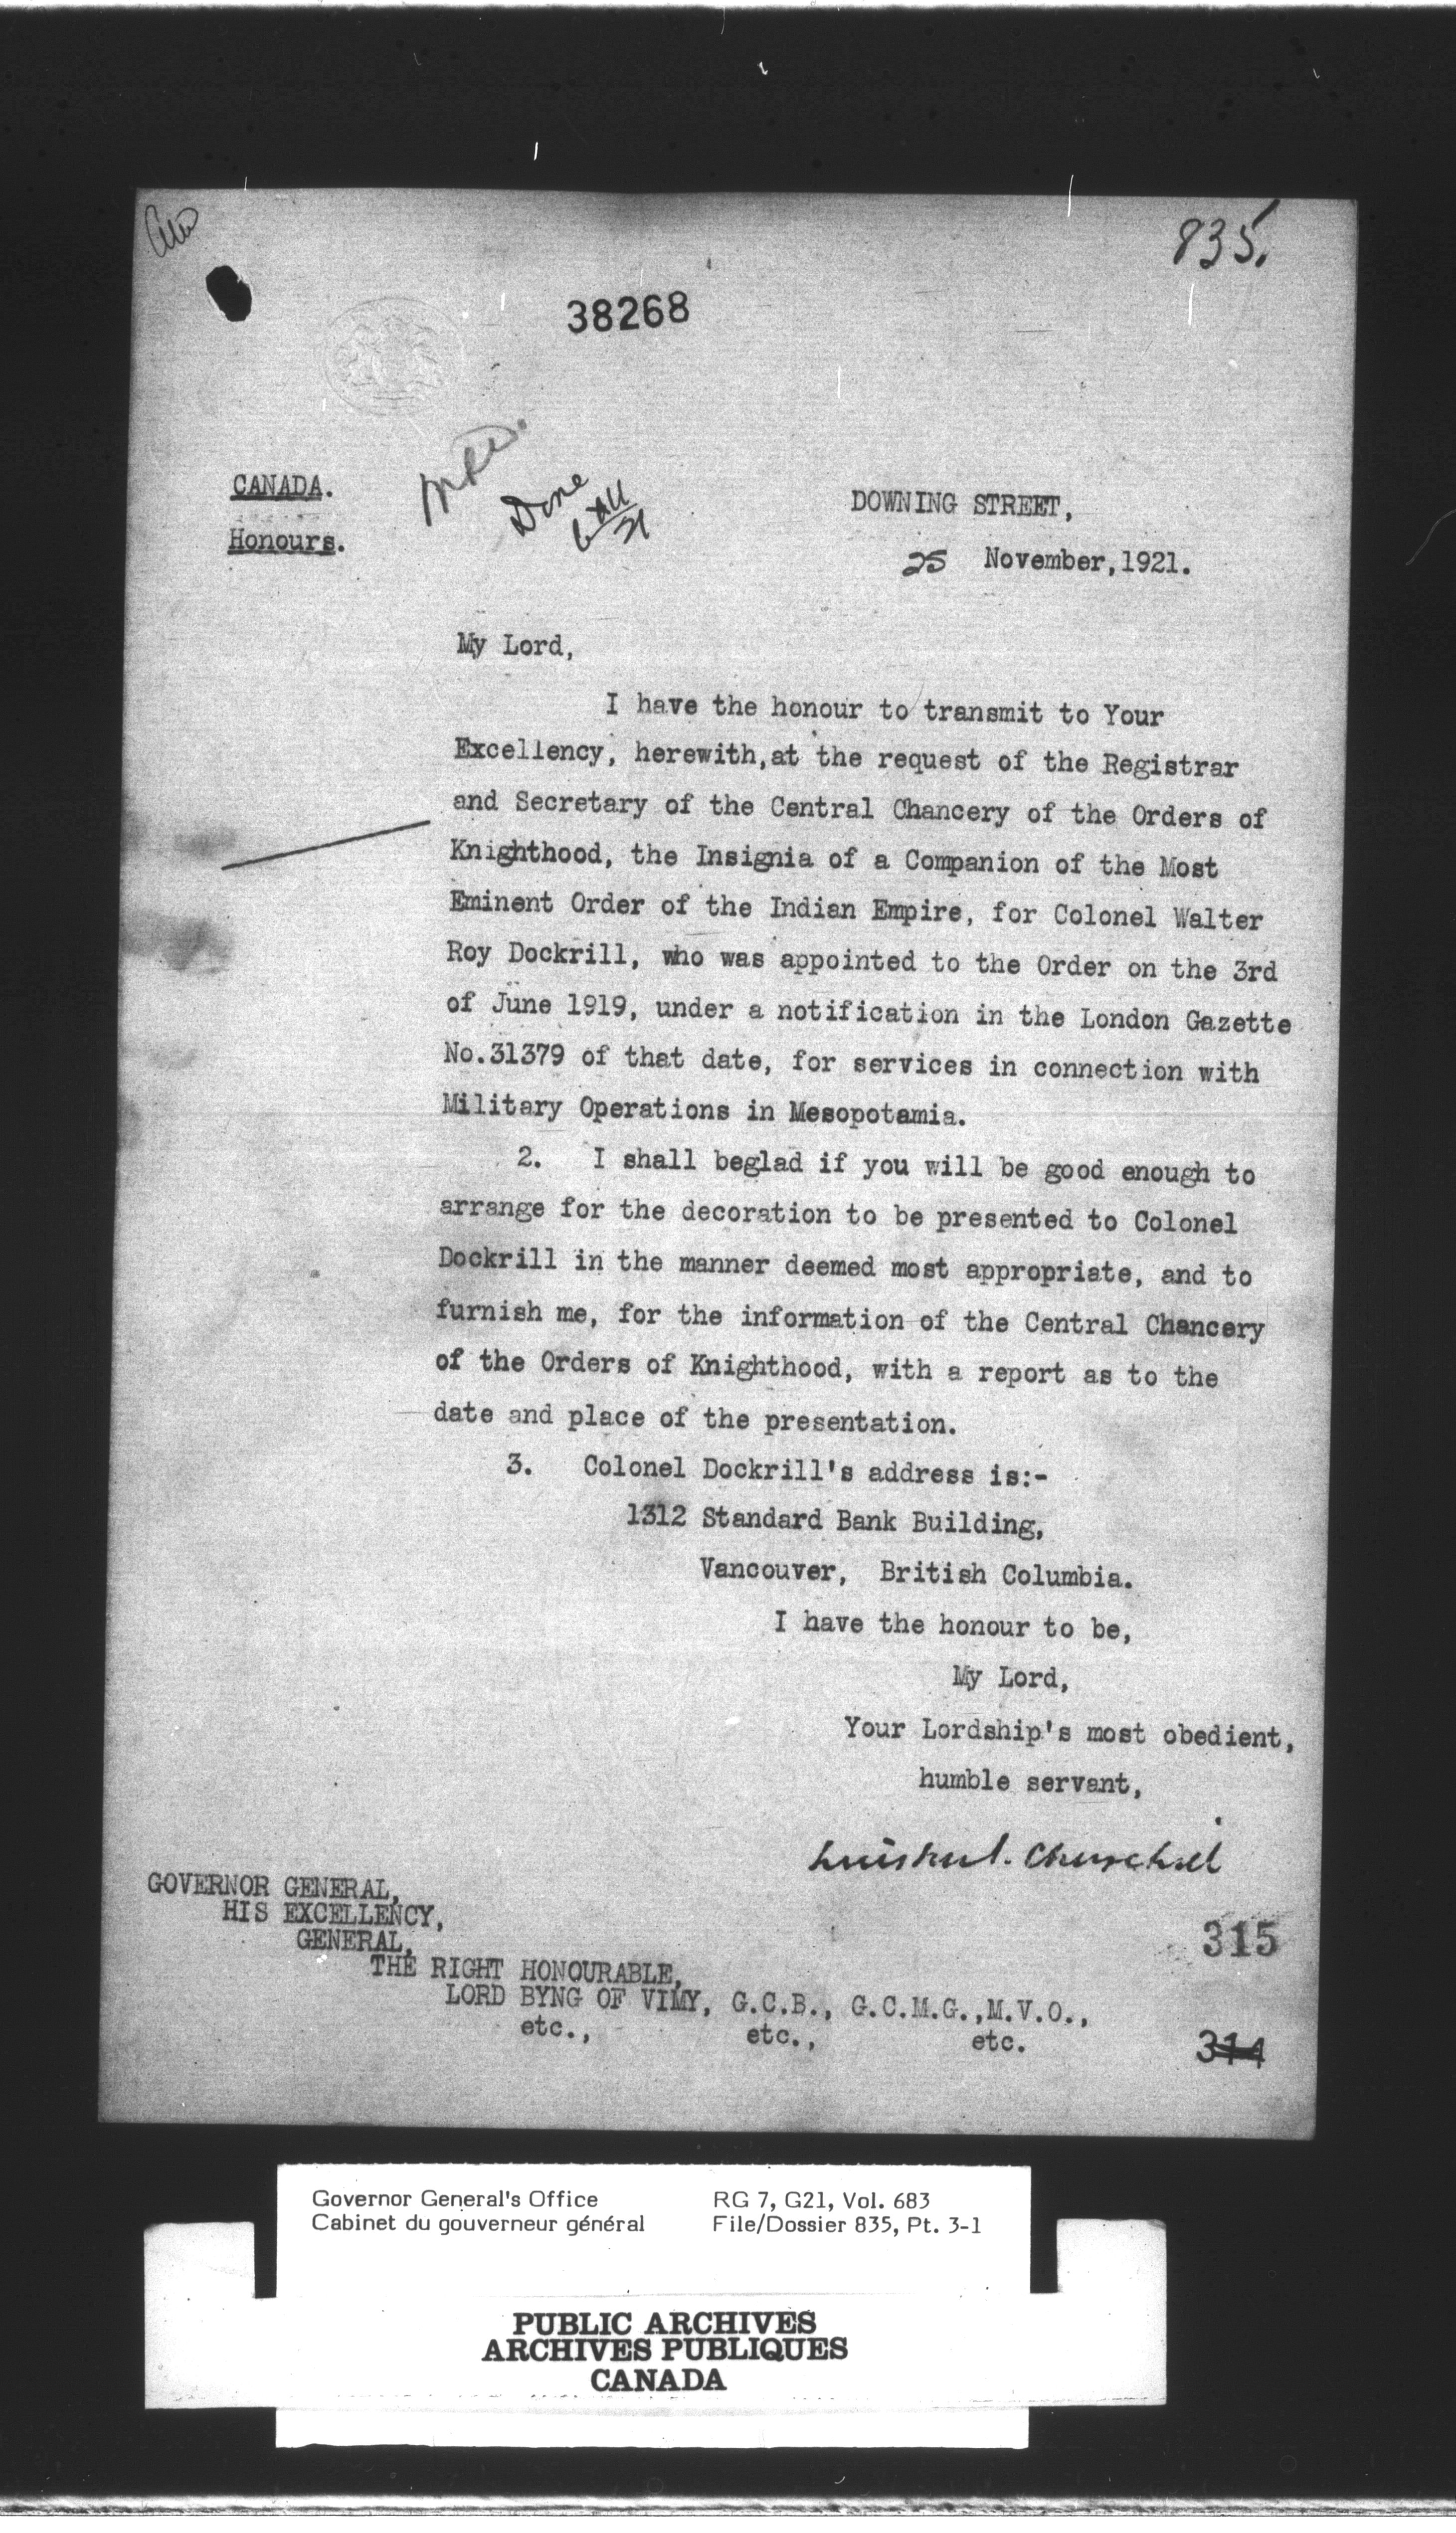 835.
38268
CANADA.
Honours.
Done
6 XII
21
DOWNING STREET,
25 November, 1921.
My Lord,
I have the honour to transmit to Your
Excellency, herewith, at the request of the Registrar
and Secretary of the Central Chancery of the Orders of
Knighthood, the Insignia of a Companion of the Most
Eminent Order of the Indian Empire, for Colonel Walter
Roy Dockrill, who was appointed to the Order on the 3rd
of June 1919, under a notification in the London Gazette
No.31379 of that date, for services in connection with
Military Operations in Mesopotamia.
2. I shall beglad if you will be good enough to
arrange for the decoration to be presented to Colonel
Dockrill in the manner deemed most appropriate, and to
furnish me, for the information of the Central Chancery
of the Orders of Knighthood, with a report as to the
date and place of the presentation.
3. Colonel Dockrill's address is:-
1312 Standard Bank Building,
Vancouver, British Columbia.
I have the honour to be,
My Lord,
Your Lordship's most obedient,
humble servant,
Winston S. Churchill
GOVERNOR GENERAL,
HIS EXCELLENCY,
GENERAL,
THE RIGHT HONOURABLE,
LORD BYNG OF VIMY, G.C.B., G.C.M.G.,M.V.O.,
etc., etc., etc.
315
314
Governor General's Office
Cabinet du gouverneur général
RG 7, G21, Vol. 683
File/Dossier 835, Pt. 3-1
PUBLIC ARCHIVES
ARCHIVES PUBLIQUES
CANADA